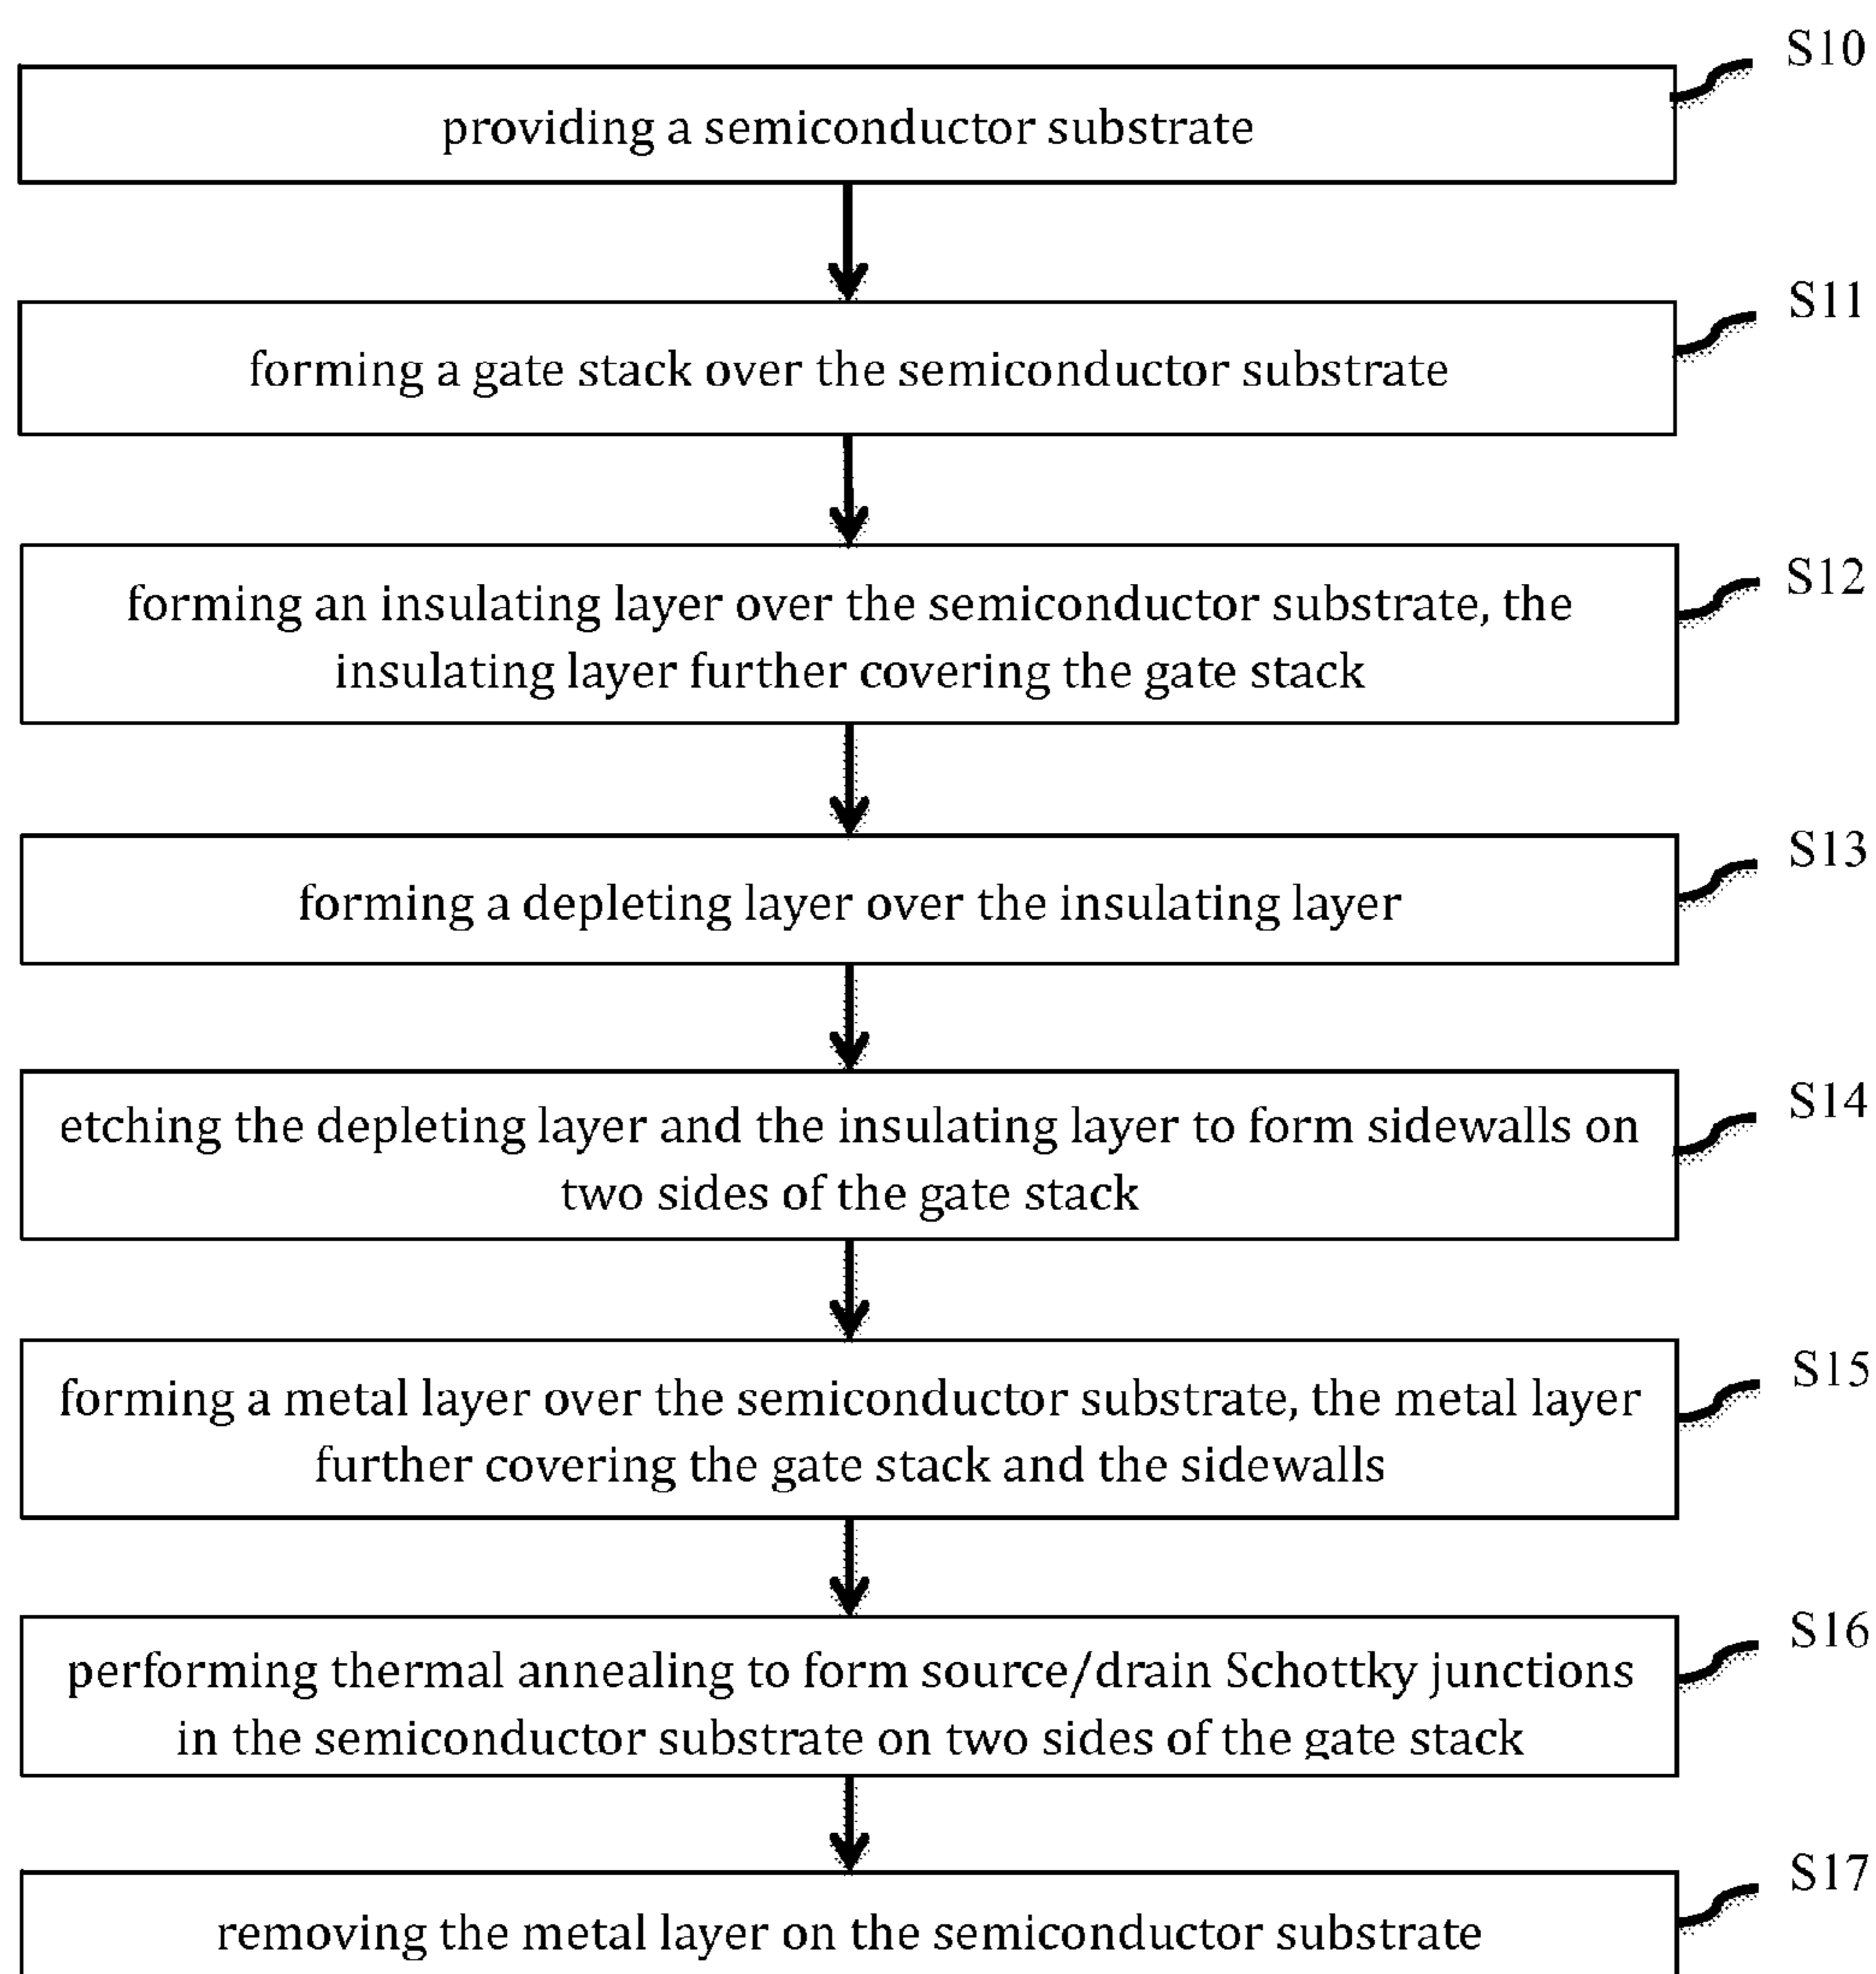 S10
providing a semiconductor substrate
S11
forming a gate stack over the semiconductor substrate
S12
forming an insulating layer over the semiconductor substrate, the
insulating layer further covering the gate stack
S13
forming a depleting layer over the insulating layer
S14
etching the depleting layer and the insulating layer to form sidewalls on
two sides of the gate stack
S15
forming a metal layer over the semiconductor substrate, the metal layer
further covering the gate stack and the sidewalls
S16
performing thermal annealing to form source/drain Schottky junctions
in the semiconductor substrate on two sides of the gate stack
S17
removing the metal layer on the semiconductor substrate